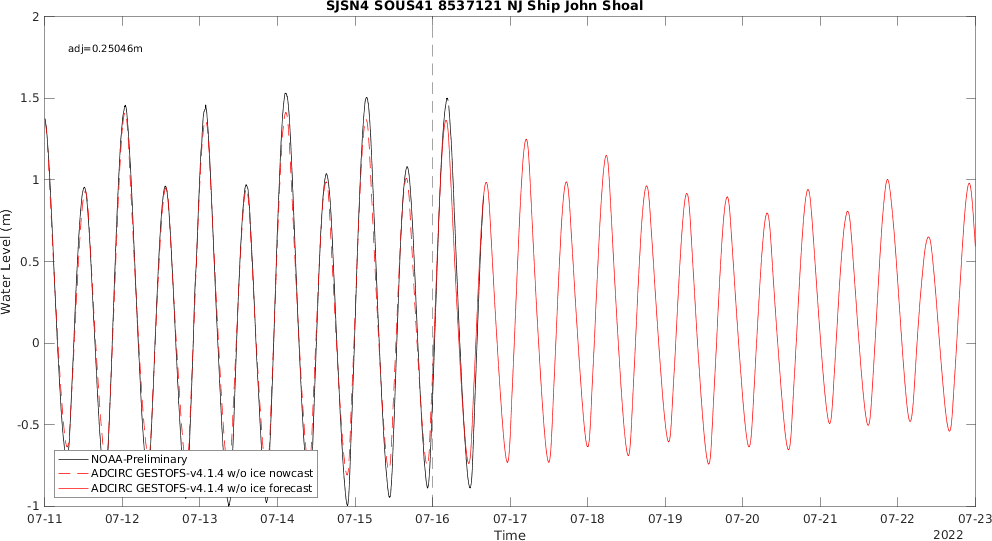 SJSN4 SOUS41 8537121 NJ Ship John Shoal
adj=0.25046m
Water Level (m)
2
1.5
1
0.5
0
-0.5
-1
NOAA-Preliminary
ADCIRC GESTOFS-v4.1.4 w/o ice nowcast
ADCIRC GESTOFS-v4.1.4 w/o ice forecast
07-11 07-12 07-13 07-14 07-15 07-16 07-17 07-18 07-19 07-20 07-21 07-22 07-23
Time
2022